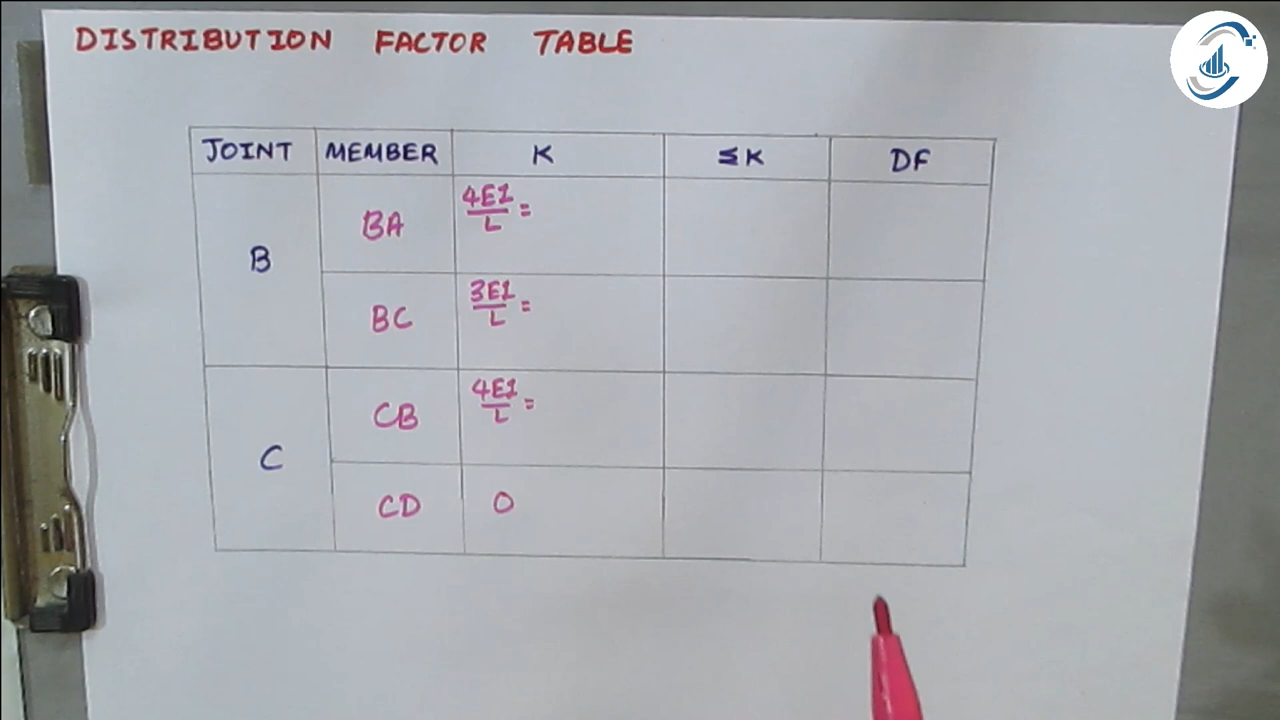 DISTRIBUTION FACTOR TABLE
JOINT MEMBER K ΣK DF
B BA 4EI/L =
BC 3EI/L =
C CB 4EI/L =
CD 0